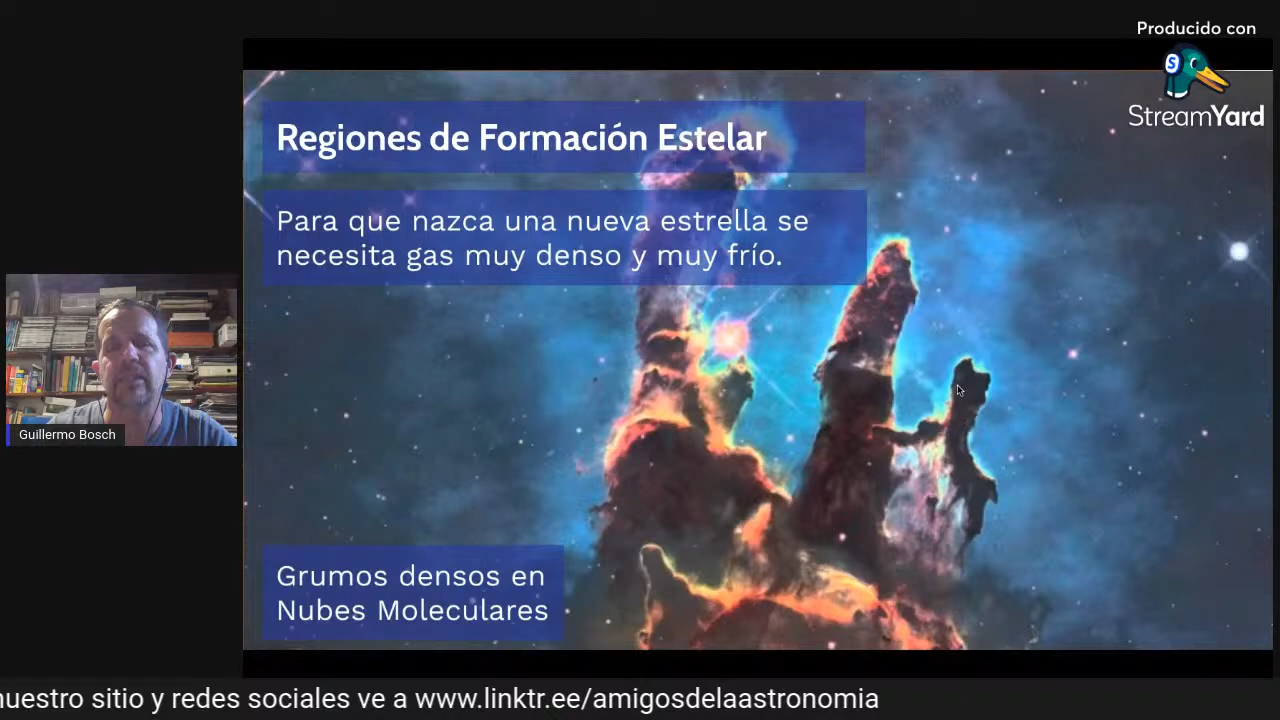 Producido con
StreamYard
Regiones de Formación Estelar
Para que nazca una nueva estrella se
necesita gas muy denso y muy frío.
Guillermo Bosch
Grumos densos en
Nubes Moleculares
nuestro sitio y redes sociales ve a www.linktr.ee/amigosdelaastronomia